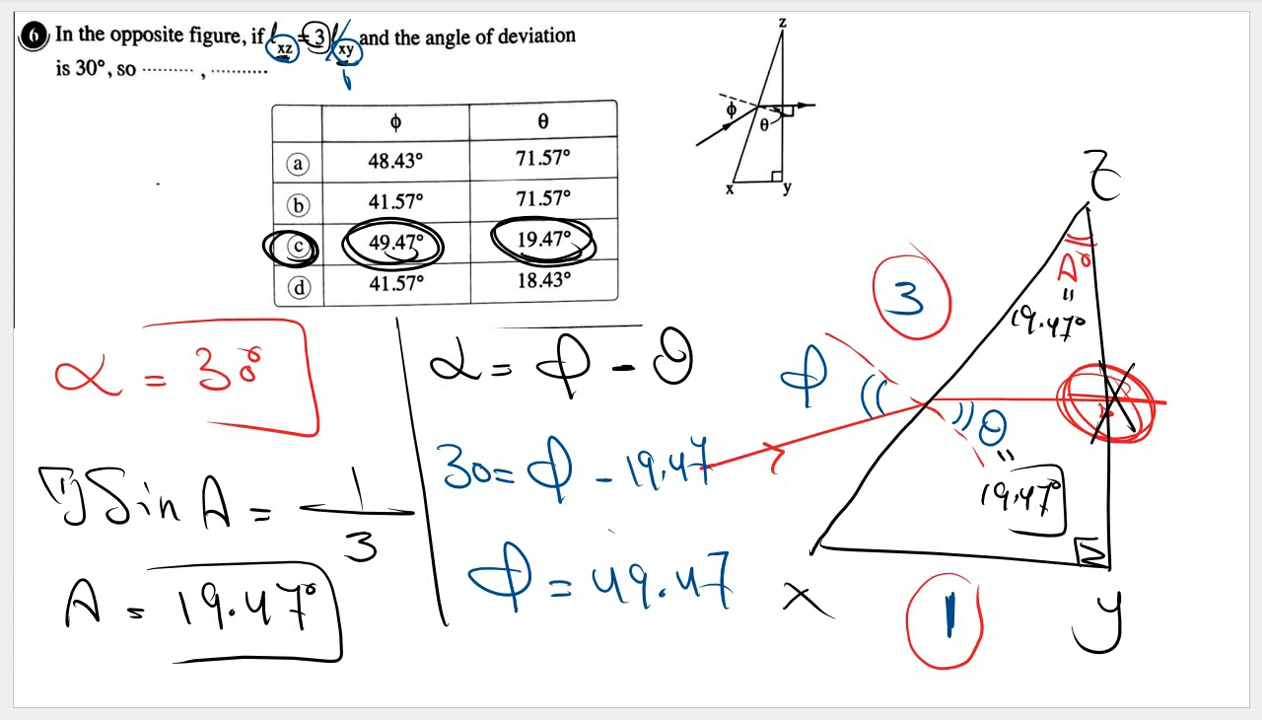 6 In the opposite figure, if ℓxz = 3 ℓxy and the angle of deviation
is 30°, so .......... , ...........
ϕ θ
a 48.43° 71.57°
b 41.57° 71.57°
c 49.47° 19.47°
d 41.57° 18.43°
z
ϕ
θ
x
y
α = 30°
Sin A = 1/3
A = 19.47°
α = ϕ - θ
30 = ϕ - 19.47
ϕ = 49.47
z
A°
"
19.47°
3
ϕ
θ
"
19.47°
x
1
y